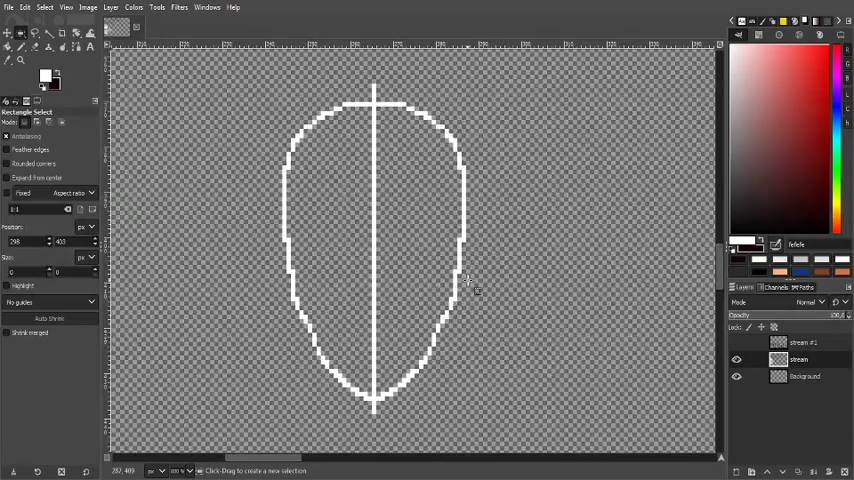 File Edit Select View Image Layer Colors Tools Filters Windows Help
Rectangle Select
Mode:
Antialiasing
Feather edges
Rounded corners
Expand from center
Fixed Aspect ratio
1:1
Position: px
298 403
Size: px
0 0
Highlight
No guides
Auto Shrink
Shrink merged
R
G
B
L
C
h
fefefe
Layers Channels Paths
Mode Normal
Opacity 100,0
Lock:
stream #1
stream
Background
287, 409 px 800 % Click-Drag to create a new selection